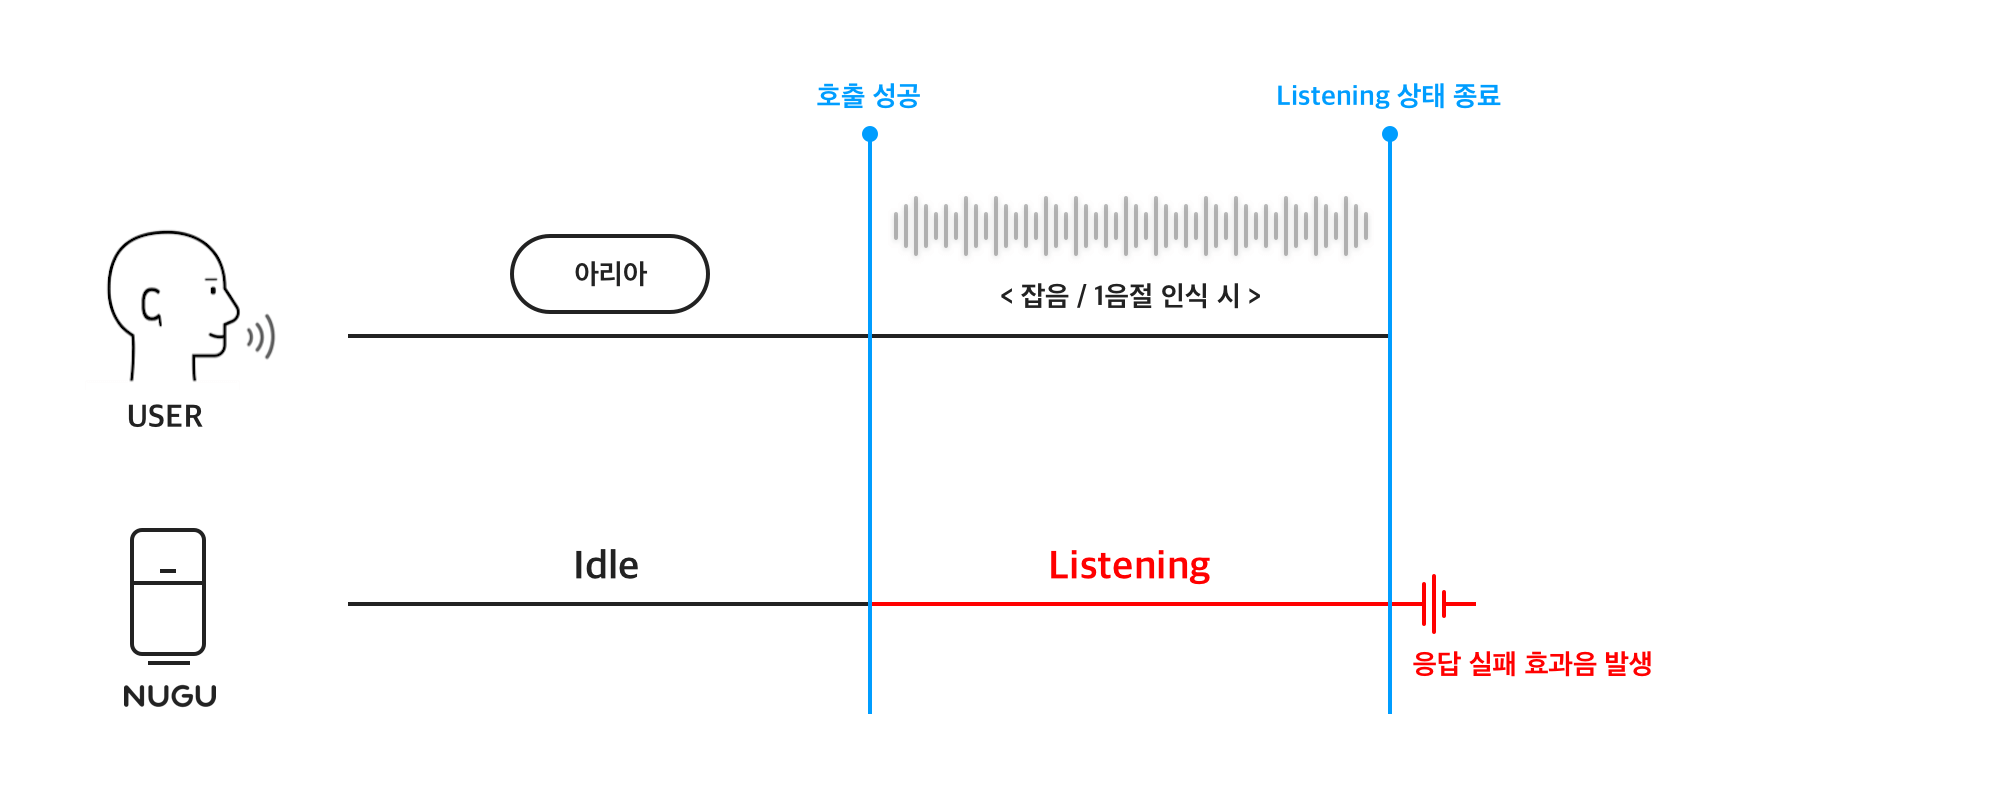 호출 성공
Listening 상태 종료
아리아
< 잡음 / 1음절 인식 시 >
USER
Idle
Listening
응답 실패 효과음 발생
NUGU